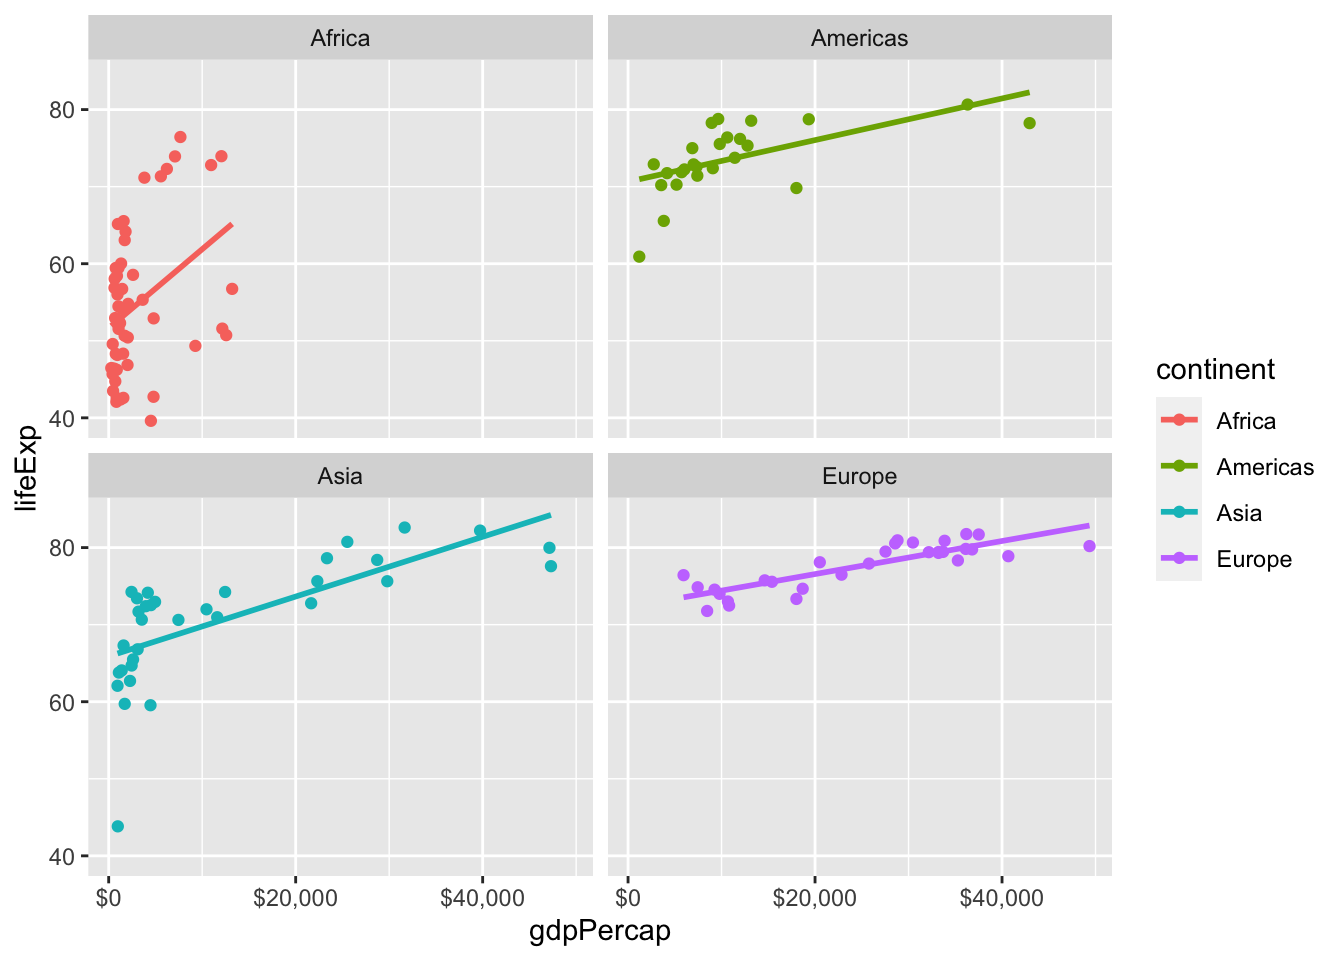 Africa
Americas
80
60
40
Asia
Europe
80
60
40
$0
$20,000
$40,000
$0
$20,000
$40,000
gdpPercap
lifeExp
continent
Africa
Americas
Asia
Europe